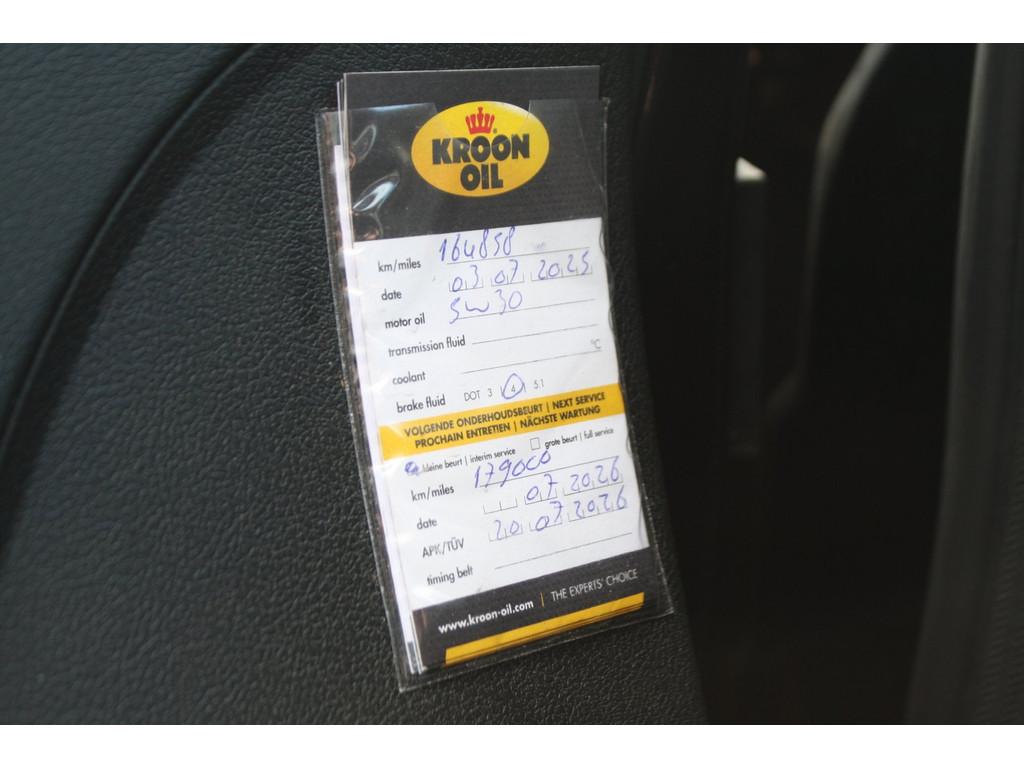 KROON
OIL
km/miles 164858
date 03 07 2025
motor oil 5w30
transmission fluid
coolant °C
brake fluid DOT 3 4 5.1
VOLGENDE ONDERHOUDSBEURT | NEXT SERVICE
PROCHAIN ENTRETIEN | NÄCHSTE WARTUNG
kleine beurt | interim service grote beurt | full service
km/miles 179000
date 07 2026
APK/TÜV 20 07 2026
timing belt
www.kroon-oil.com | THE EXPERTS' CHOICE